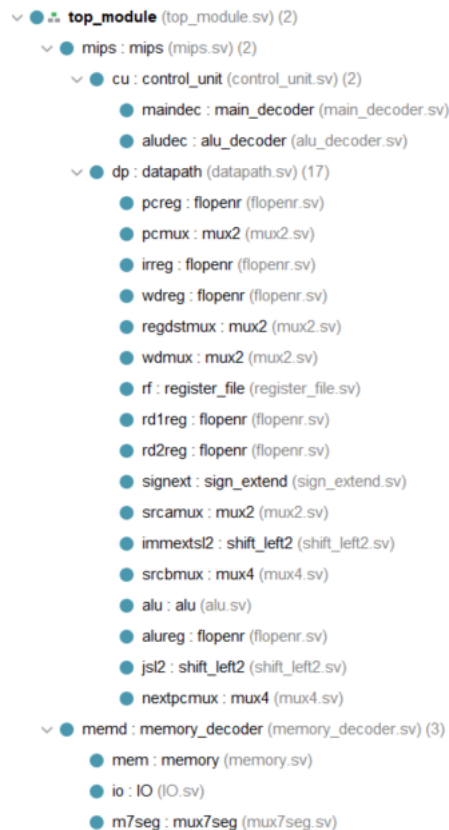 top_module (top_module.sv) (2)
mips : mips (mips.sv) (2)
cu : control_unit (control_unit.sv) (2)
maindec : main_decoder (main_decoder.sv)
aludec : alu_decoder (alu_decoder.sv)
dp : datapath (datapath.sv) (17)
pcreg : flopenr (flopenr.sv)
pcmux : mux2 (mux2.sv)
irreg : flopenr (flopenr.sv)
wdreg : flopenr (flopenr.sv)
regdstmux : mux2 (mux2.sv)
wdmux : mux2 (mux2.sv)
rf : register_file (register_file.sv)
rd1reg : flopenr (flopenr.sv)
rd2reg : flopenr (flopenr.sv)
signext : sign_extend (sign_extend.sv)
srcamux : mux2 (mux2.sv)
immextsl2 : shift_left2 (shift_left2.sv)
srcbmux : mux4 (mux4.sv)
alu : alu (alu.sv)
alureg : flopenr (flopenr.sv)
jsl2 : shift_left2 (shift_left2.sv)
nextpcmux : mux4 (mux4.sv)
memd : memory_decoder (memory_decoder.sv) (3)
mem : memory (memory.sv)
io : IO (IO.sv)
m7seg : mux7seg (mux7seg.sv)